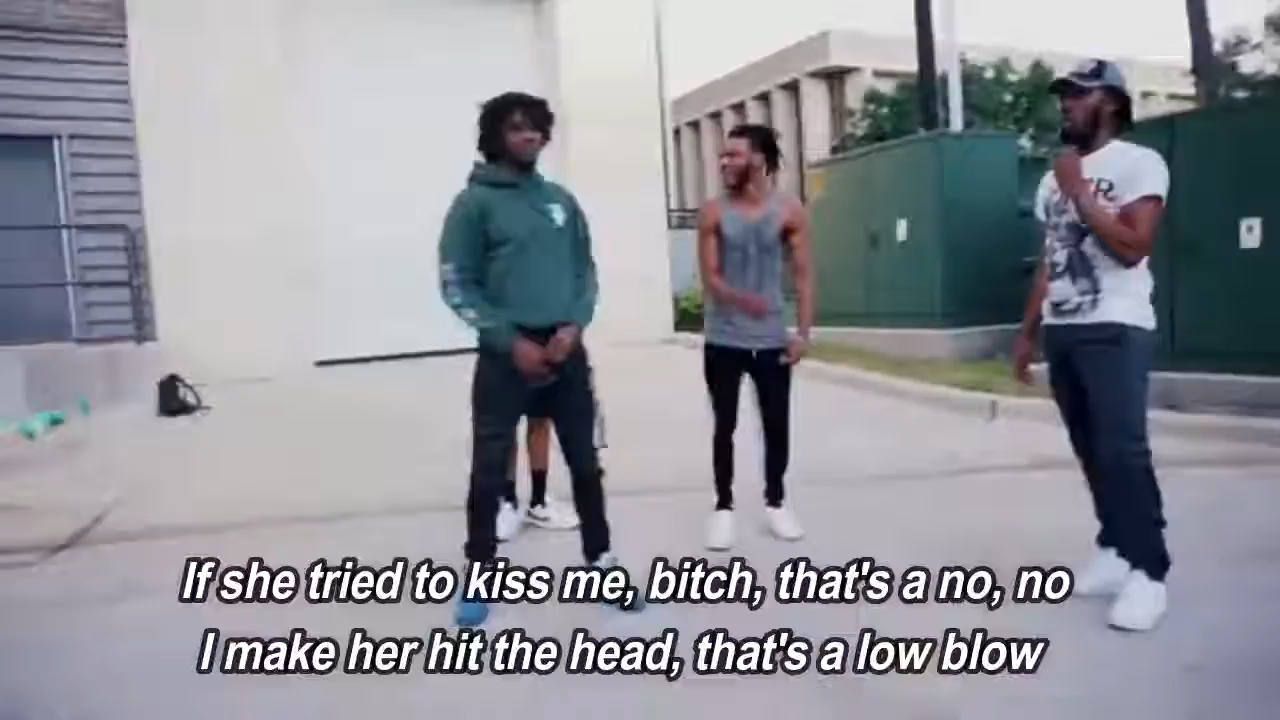 If she tried to kiss me, bitch, that's a no, no
I make her hit the head, that's a low blow